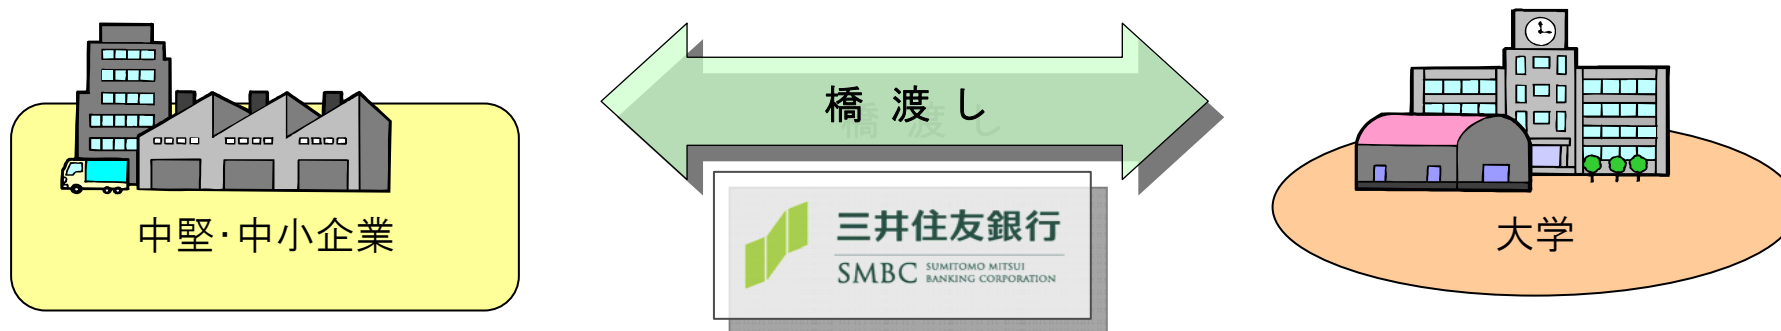 橋 渡 し
中堅・中小企業
三井住友銀行
SMBC SUMITOMO MITSUI
BANKING CORPORATION
大学